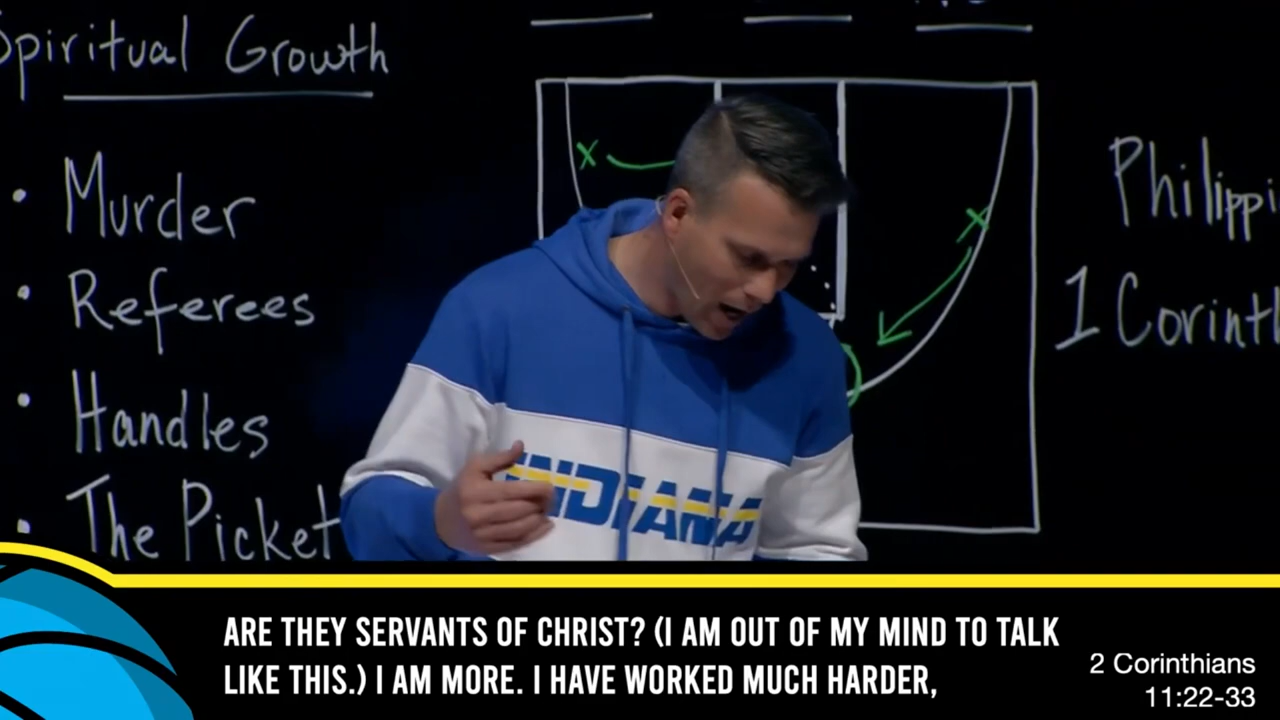 Spiritual Growth
• Murder
• Referees
• Handles
• The Picket
x
x
Philippi
1 Corint
INDIANA
ARE THEY SERVANTS OF CHRIST? (I AM OUT OF MY MIND TO TALK
LIKE THIS.) I AM MORE. I HAVE WORKED MUCH HARDER,
2 Corinthians
11:22-33